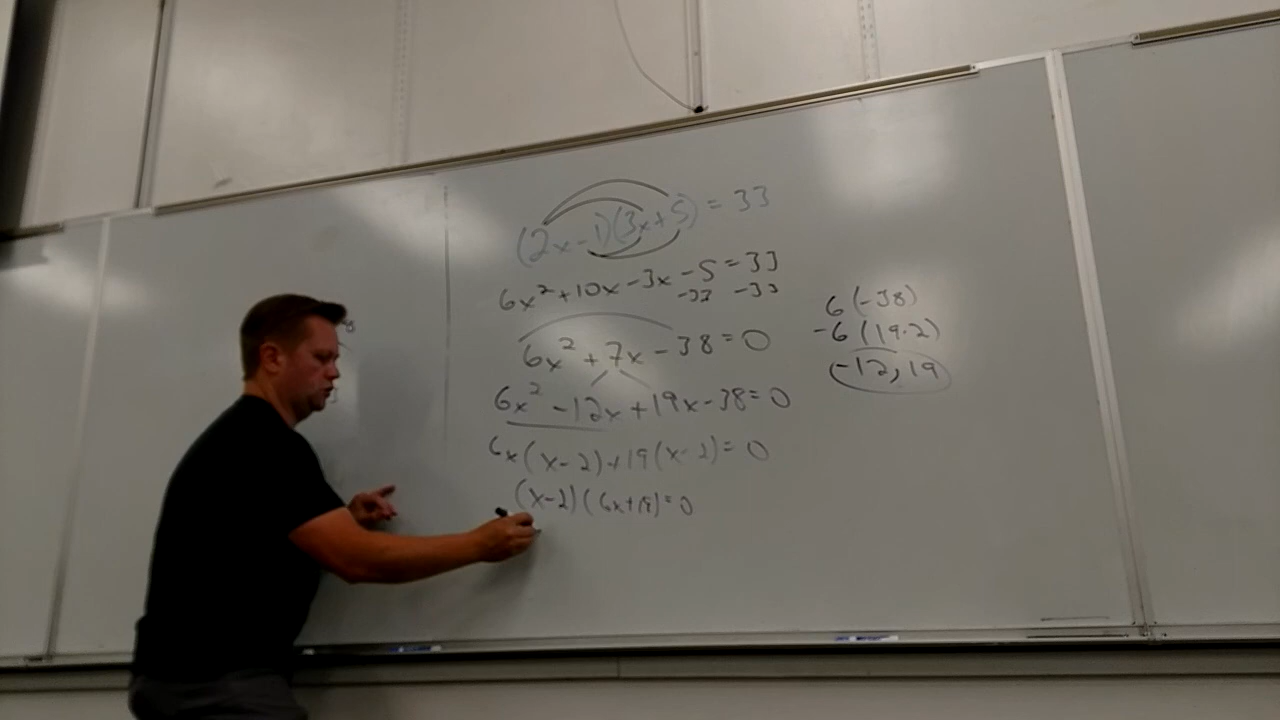 (2x-1)(3x+5) = 33
6x²+10x-3x-5=33
-33 -33
6x²+7x-38=0
6x²-12x+19x-38=0
6x(x-2)+19(x-2)=0
(x-2)(6x+19)=0
6(-38)
-6(19·2)
-12,19